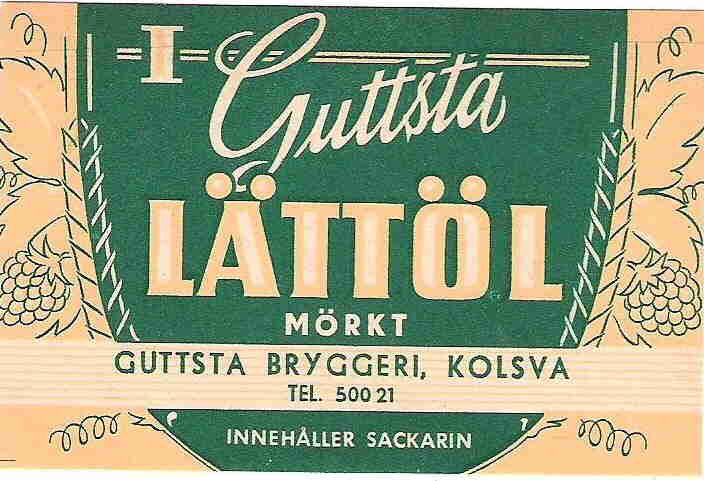 I
Guttsta
LÄTTÖL
MÖRKT
GUTTSTA BRYGGERI, KOLSVA
TEL. 500 21
INNEHÅLLER SACKARIN